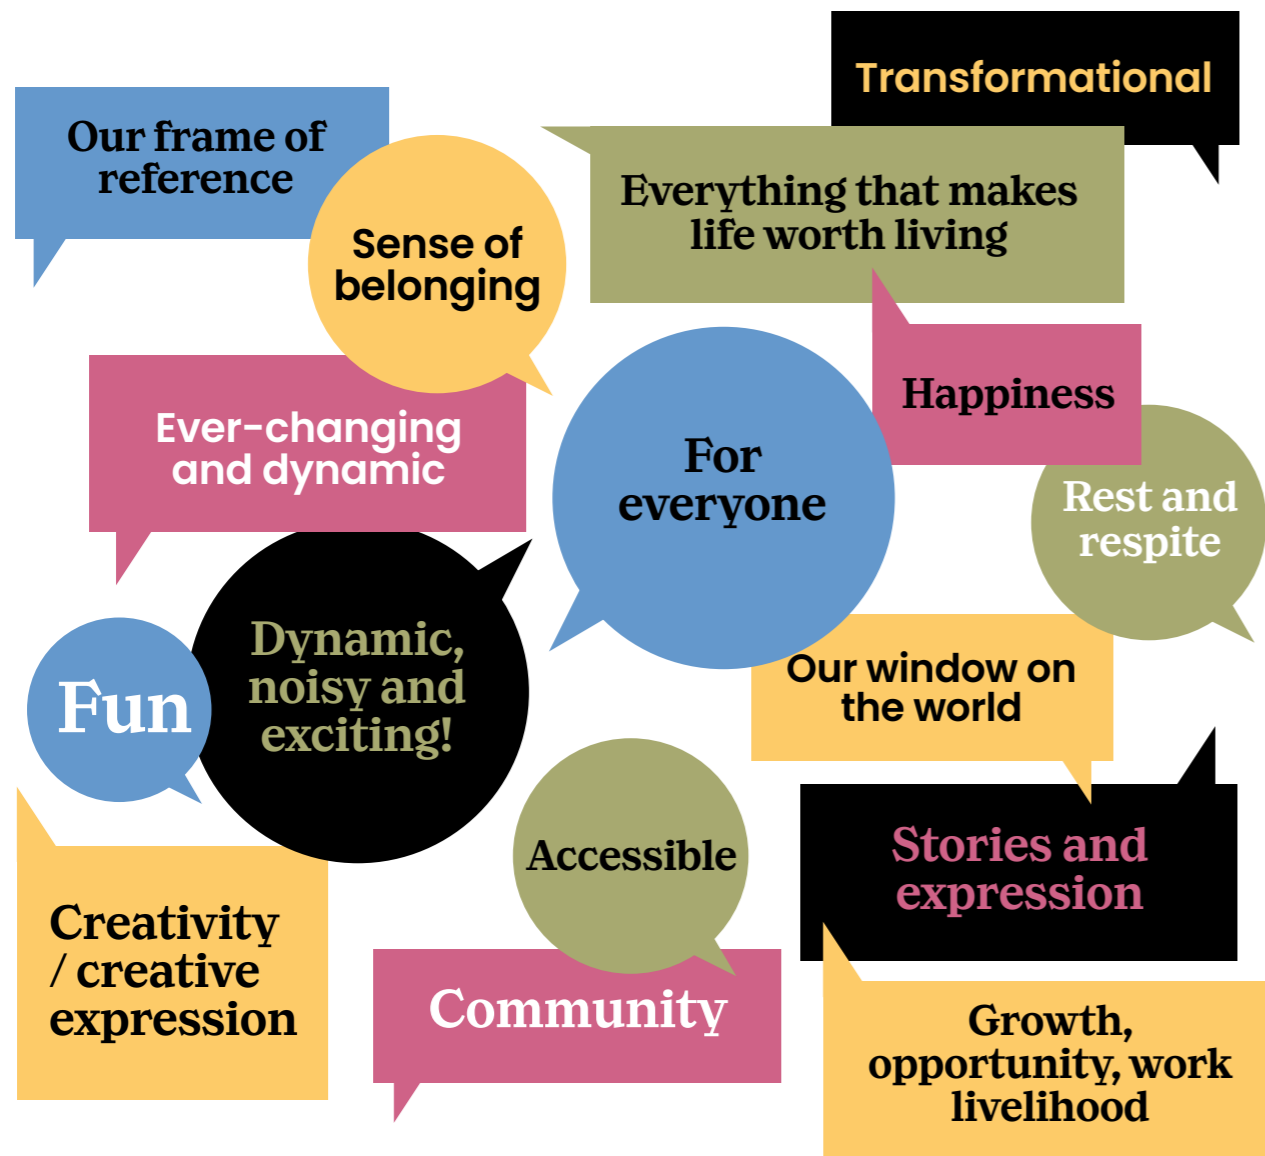 Transformational
Our frame of
reference
Everything that makes
life worth living
Sense of
belonging
Happiness
Ever-changing
and dynamic
For
everyone
Rest and
respite
Dynamic,
noisy and
exciting!
Our window on
the world
Fun
Accessible
Stories and
expression
Creativity
/ creative
expression
Community
Growth,
opportunity, work
livelihood